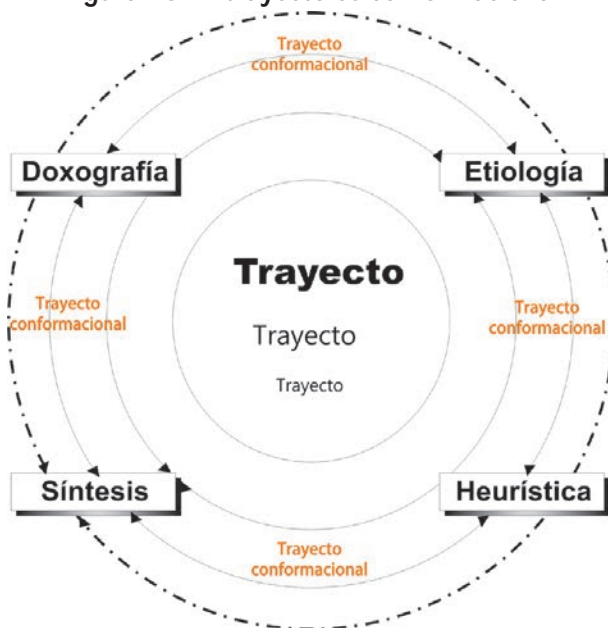 Trayecto
conformacional
Doxografía
Etiología
Trayecto
Trayecto
conformacional
Trayecto
conformacional
Trayecto
Trayecto
Síntesis
Heurística
Trayecto
conformacional